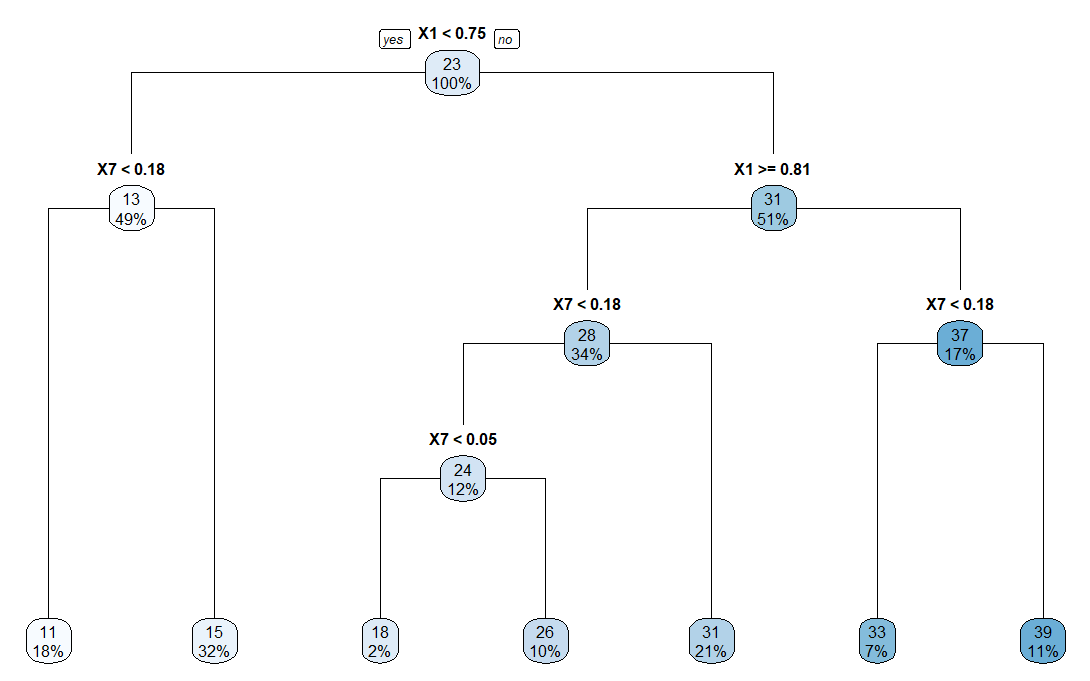 yes X1 < 0.75 no
23
100%
X7 < 0.18 X1 >= 0.81
13 31
49% 51%
X7 < 0.18 X7 < 0.18
28 37
34% 17%
X7 < 0.05
24
12%
11 15 18 26 31 33 39
18% 32% 2% 10% 21% 7% 11%